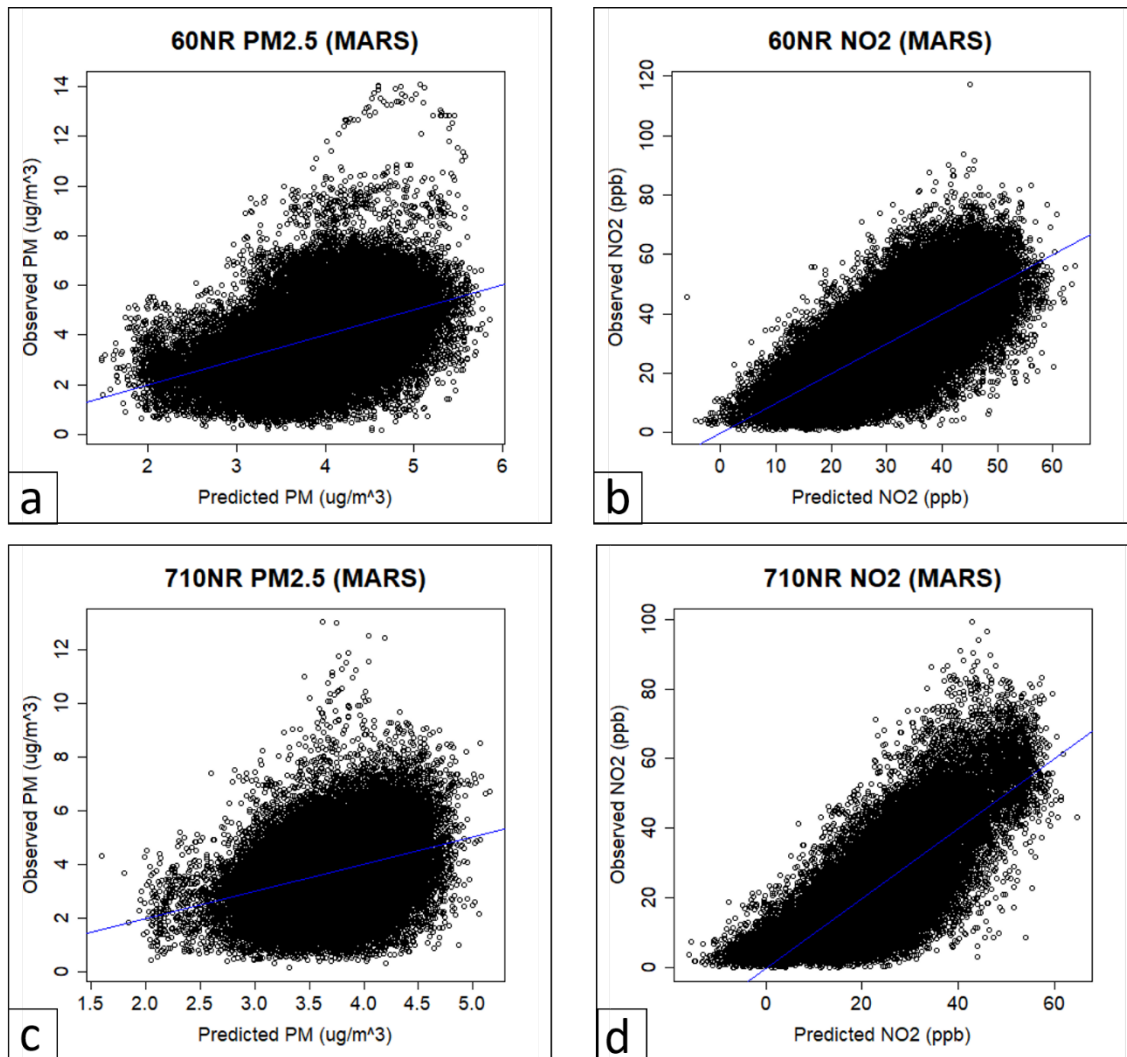 60NR PM2.5 (MARS)
Observed PM (ug/m^3)
14
12
10
8
6
4
2
0
2 3 4 5 6
Predicted PM (ug/m^3)
a
60NR NO2 (MARS)
Observed NO2 (ppb)
120
100
80
60
40
20
0
0 10 20 30 40 50 60
Predicted NO2 (ppb)
b
710NR PM2.5 (MARS)
Observed PM (ug/m^3)
12
10
8
6
4
2
0
1.5 2.0 2.5 3.0 3.5 4.0 4.5 5.0
Predicted PM (ug/m^3)
c
710NR NO2 (MARS)
Observed NO2 (ppb)
100
80
60
40
20
0
0 20 40 60
Predicted NO2 (ppb)
d